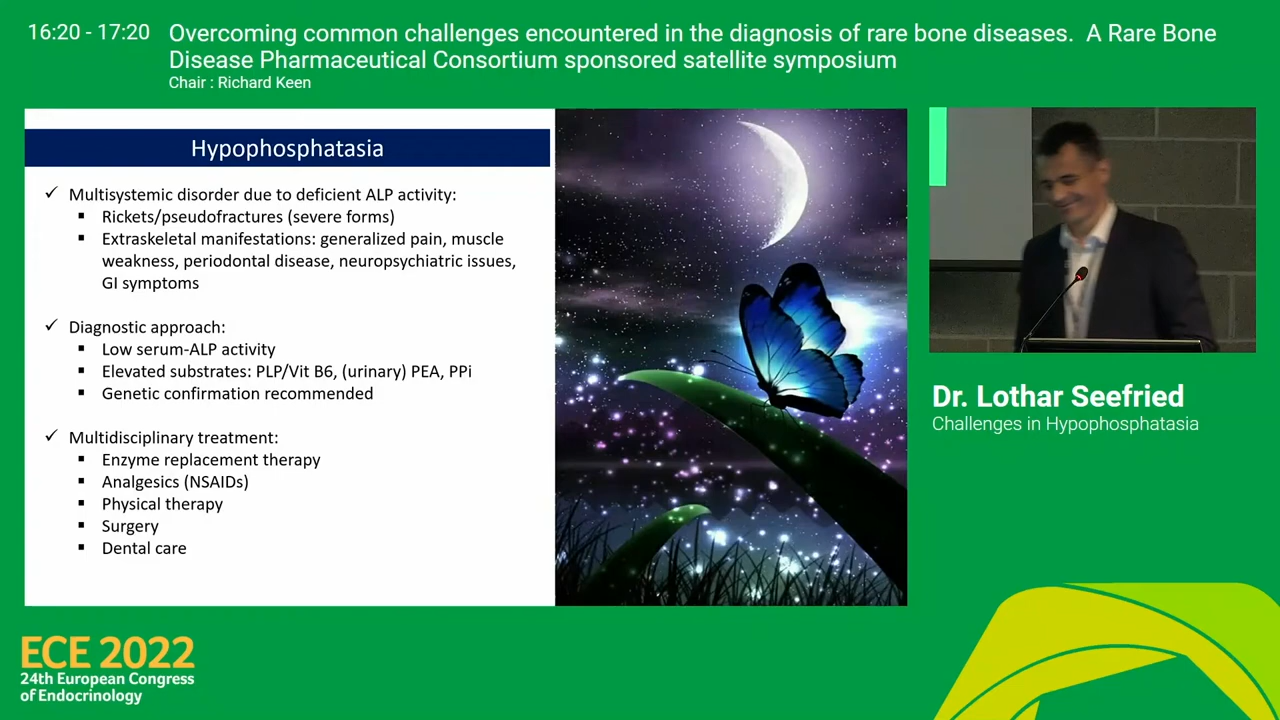 16:20 - 17:20
Overcoming common challenges encountered in the diagnosis of rare bone diseases. A Rare Bone
Disease Pharmaceutical Consortium sponsored satellite symposium
Chair : Richard Keen
Hypophosphatasia
✓ Multisystemic disorder due to deficient ALP activity:
▪ Rickets/pseudofractures (severe forms)
▪ Extraskeletal manifestations: generalized pain, muscle
weakness, periodontal disease, neuropsychiatric issues,
GI symptoms
✓ Diagnostic approach:
▪ Low serum-ALP activity
▪ Elevated substrates: PLP/Vit B6, (urinary) PEA, PPi
▪ Genetic confirmation recommended
✓ Multidisciplinary treatment:
▪ Enzyme replacement therapy
▪ Analgesics (NSAIDs)
▪ Physical therapy
▪ Surgery
▪ Dental care
Dr. Lothar Seefried
Challenges in Hypophosphatasia
ECE 2022
24th European Congress
of Endocrinology